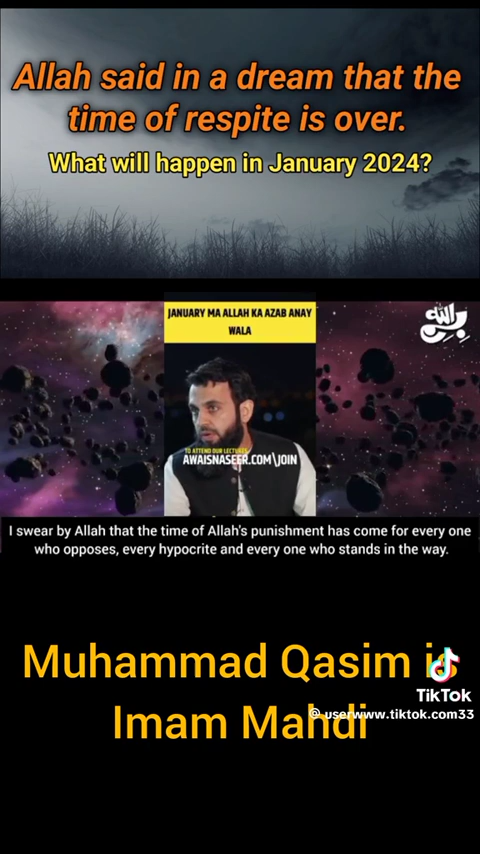 Allah said in a dream that the
time of respite is over.
What will happen in January 2024?
JANUARY MA ALLAH KA AZAB ANAY
WALA
TO ATTEND OUR LECTURES
AWAISNASEER.COM\JOIN
I swear by Allah that the time of Allah's punishment has come for every one
who opposes, every hypocrite and every one who stands in the way.
Muhammad Qasim is
Imam Mahdi
TikTok
@userwww.tiktok.com33